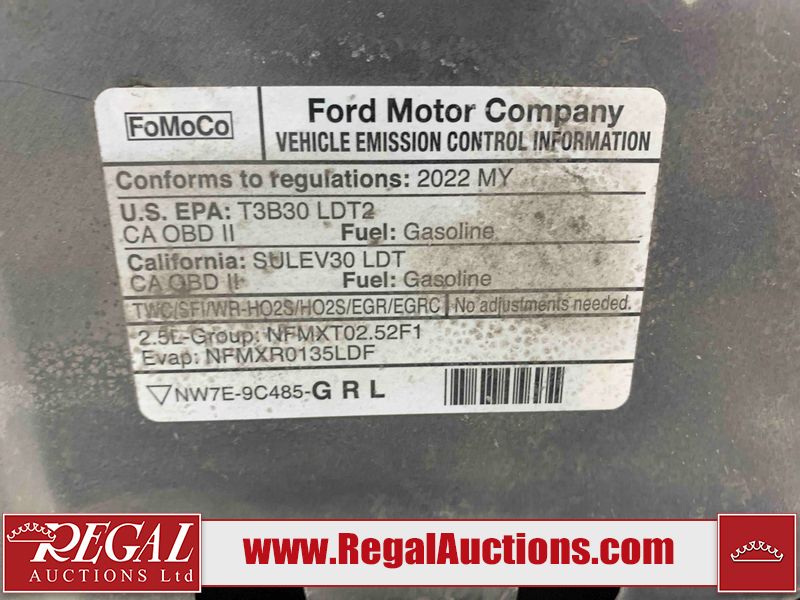 FoMoCo
Ford Motor Company
VEHICLE EMISSION CONTROL INFORMATION
Conforms to regulations: 2022 MY
U.S. EPA: T3B30 LDT2
CA OBD II Fuel: Gasoline
California: SULEV30 LDT
CA OBD II Fuel: Gasoline
TWC/SFI/WR-HO2S/HO2S/EGR/EGRC No adjustments needed.
2.5L-Group: NFMXT02.52F1
Evap: NFMXR0135LDF
NW7E-9C485-G R L
REGAL
AUCTIONS Ltd
www.RegalAuctions.com